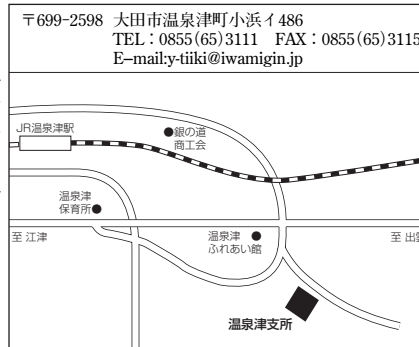 〒699-2598 大田市温泉津町小浜イ486
TEL：0855(65)3111　FAX：0855(65)3115
E-mail:y-tiiki@iwamigin.jp
JR温泉津駅
●銀の道
商工会
温泉津
保育所●
至 江津
温泉津
ふれあい館
至 出
温泉津支所